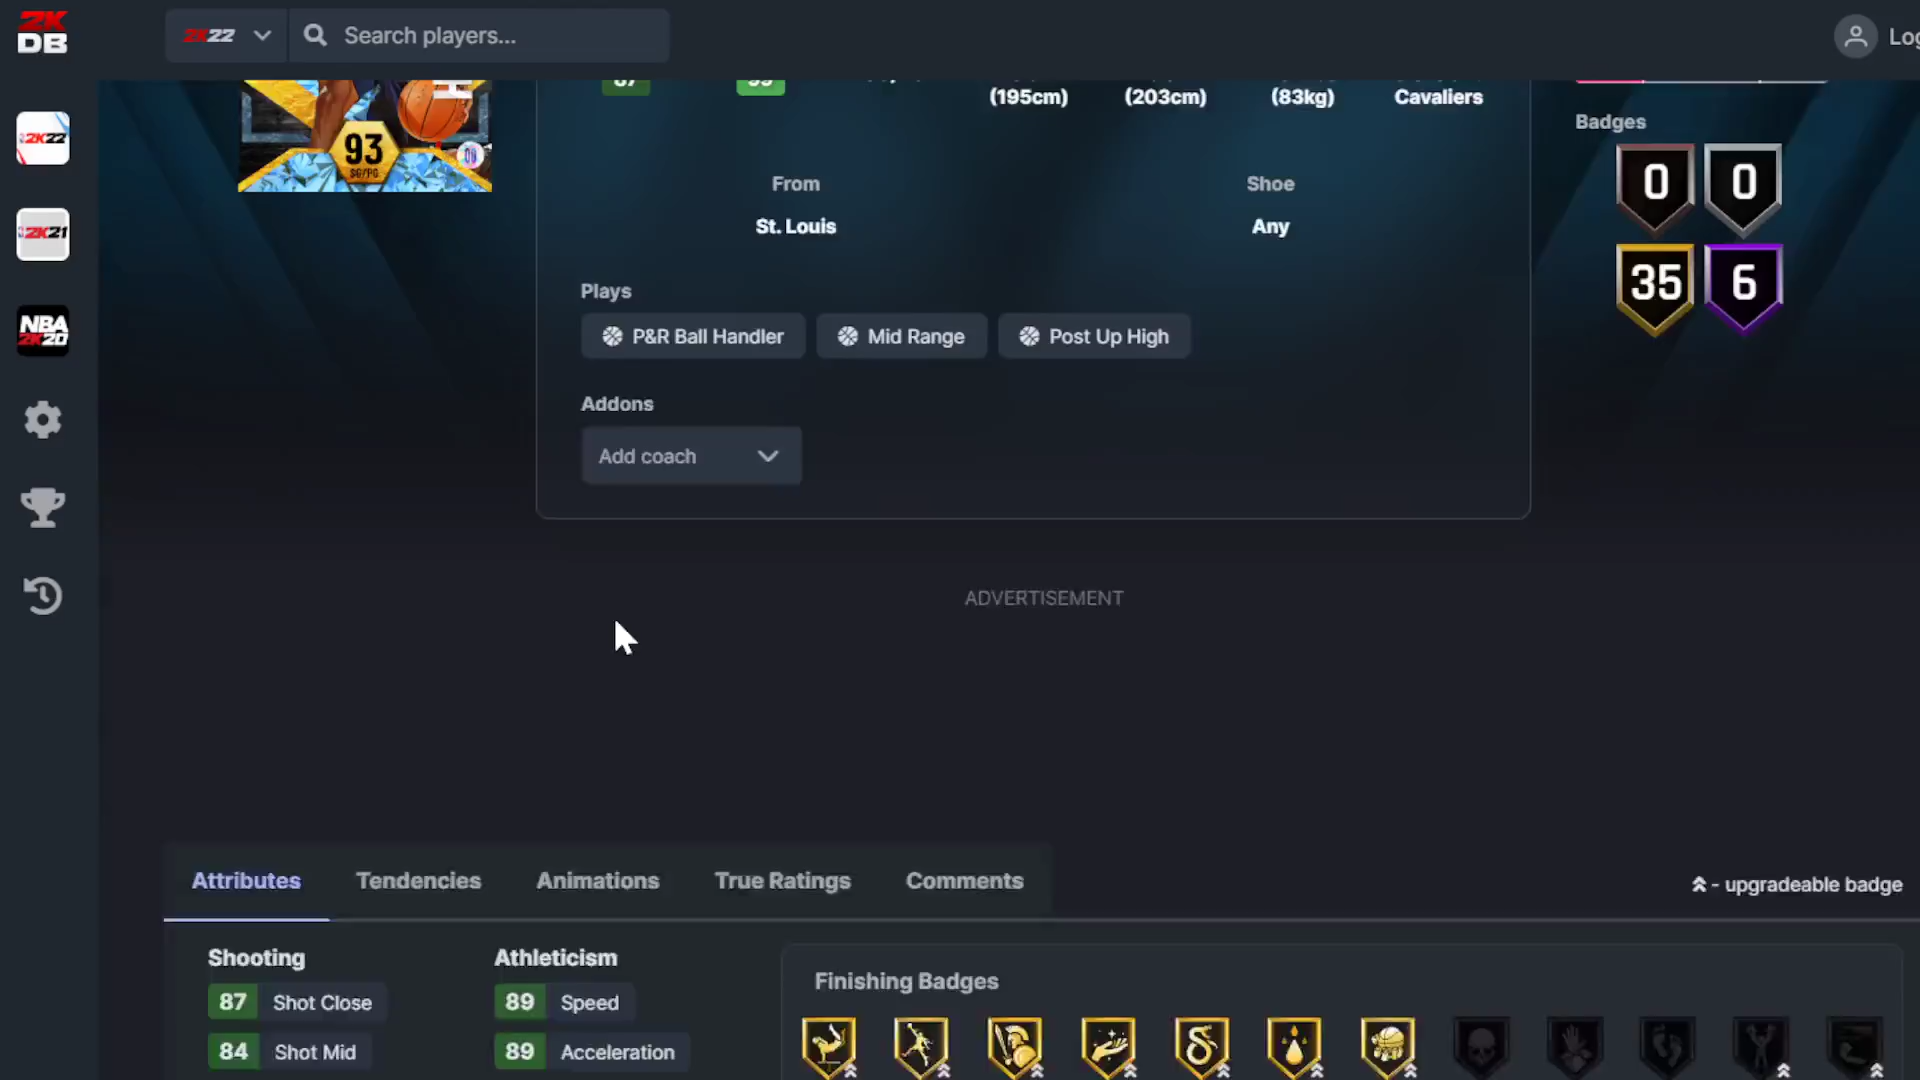 2K DB
2K22
Search players...
Log
2K22
2K21
NBA 2K20
93
SG/PG
(195cm)
(203cm)
(83kg)
Cavaliers
From
St. Louis
Shoe
Any
Plays
P&R Ball Handler
Mid Range
Post Up High
Addons
Add coach
Badges
0
0
35
6
ADVERTISEMENT
Attributes
Tendencies
Animations
True Ratings
Comments
- upgradeable badge
Shooting
87 Shot Close
84 Shot Mid
Athleticism
89 Speed
89 Acceleration
Finishing Badges